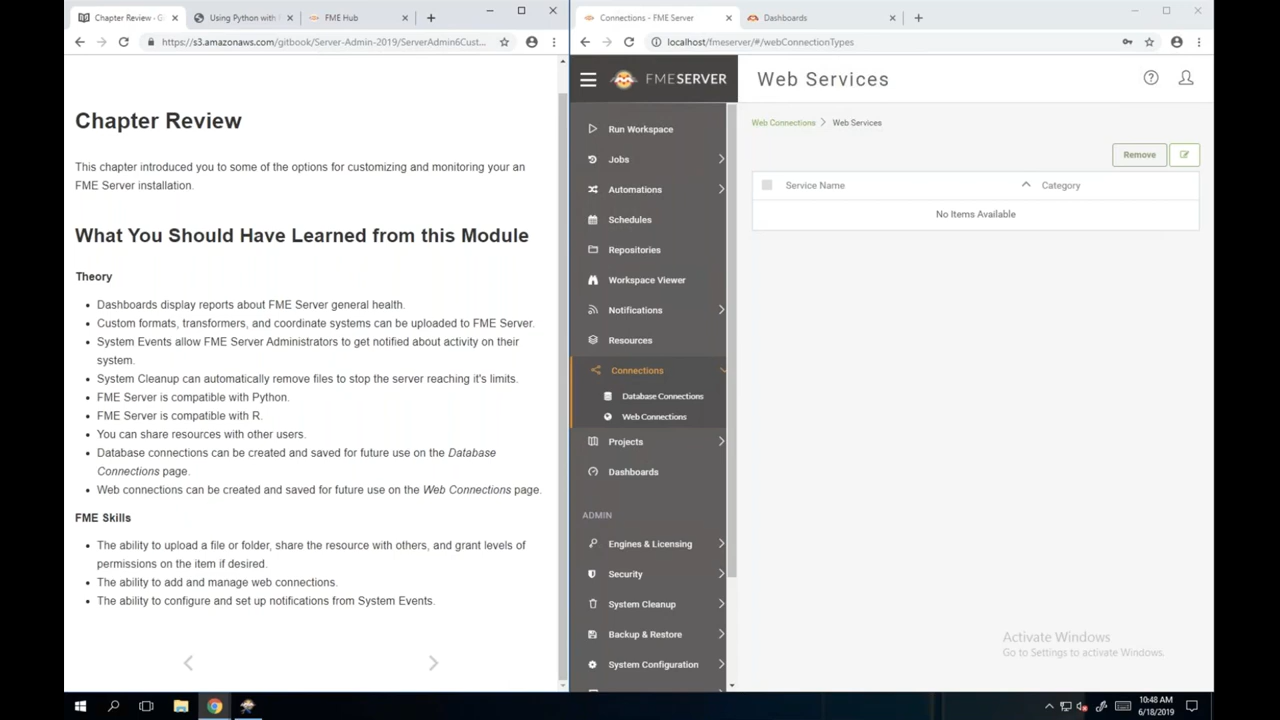 Chapter Review - G
Using Python with
FME Hub
https://s3.amazonaws.com/gitbook/Server-Admin-2019/ServerAdmin6Cust...
Chapter Review
This chapter introduced you to some of the options for customizing and monitoring your an
FME Server installation.
What You Should Have Learned from this Module
Theory
• Dashboards display reports about FME Server general health.
• Custom formats, transformers, and coordinate systems can be uploaded to FME Server.
• System Events allow FME Server Administrators to get notified about activity on their
system.
• System Cleanup can automatically remove files to stop the server reaching it's limits.
• FME Server is compatible with Python.
• FME Server is compatible with R.
• You can share resources with other users.
• Database connections can be created and saved for future use on the Database
Connections page.
• Web connections can be created and saved for future use on the Web Connections page.
FME Skills
• The ability to upload a file or folder, share the resource with others, and grant levels of
permissions on the item if desired.
• The ability to add and manage web connections.
• The ability to configure and set up notifications from System Events.
Connections - FME Server
Dashboards
localhost/fmeserver/#/webConnectionTypes
FMESERVER
Run Workspace
Jobs
Automations
Schedules
Repositories
Workspace Viewer
Notifications
Resources
Connections
Database Connections
Web Connections
Projects
Dashboards
ADMIN
Engines & Licensing
Security
System Cleanup
Backup & Restore
System Configuration
Web Services
Web Connections > Web Services
Remove
Service Name Category
No Items Available
Activate Windows
Go to Settings to activate Windows.
10:48 AM
6/18/2019